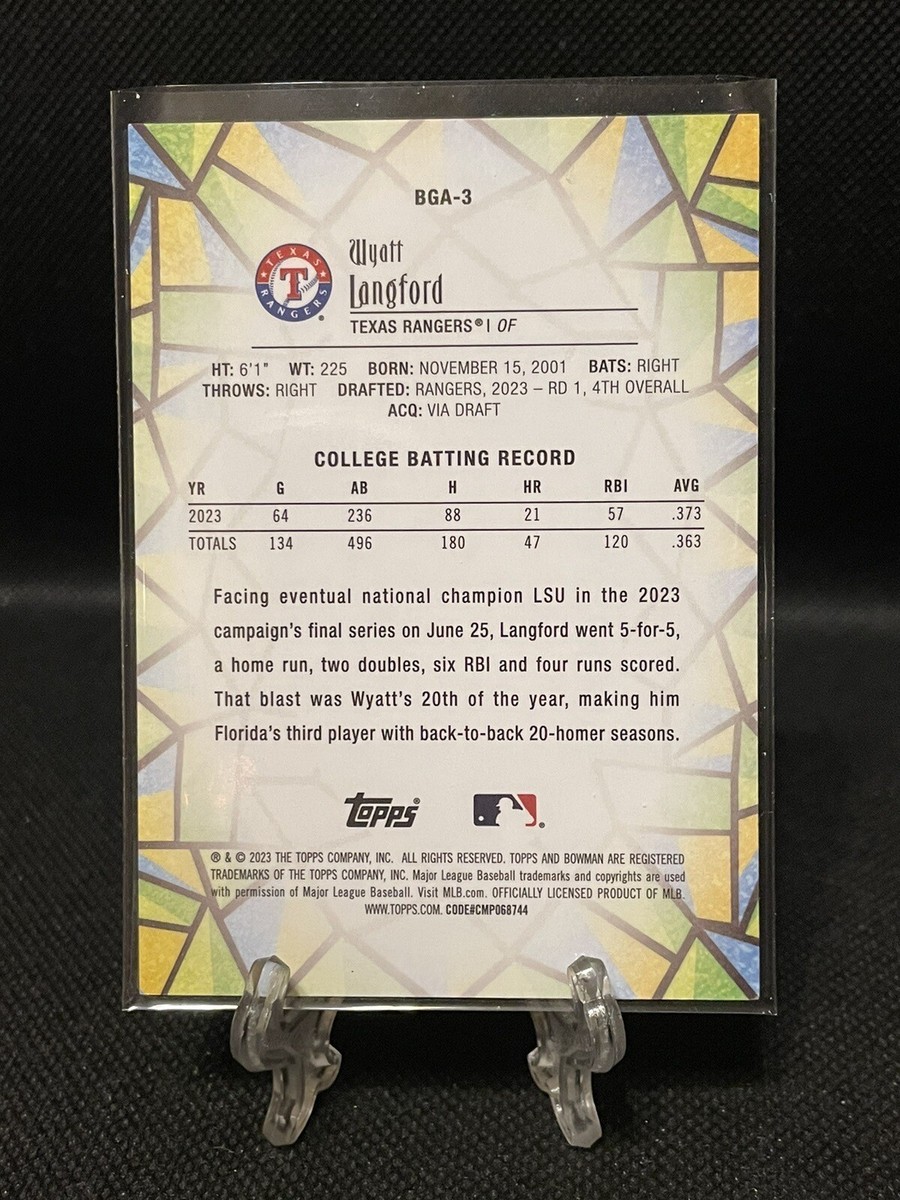 BGA-3
TEXAS RANGERS
T
Wyatt
Langford
TEXAS RANGERS® | OF
HT: 6'1" WT: 225 BORN: NOVEMBER 15, 2001 BATS: RIGHT
THROWS: RIGHT DRAFTED: RANGERS, 2023 – RD 1, 4TH OVERALL
ACQ: VIA DRAFT
COLLEGE BATTING RECORD
YR G AB H HR RBI AVG
2023 64 236 88 21 57 .373
TOTALS 134 496 180 47 120 .363
Facing eventual national champion LSU in the 2023
campaign's final series on June 25, Langford went 5-for-5,
a home run, two doubles, six RBI and four runs scored.
That blast was Wyatt's 20th of the year, making him
Florida's third player with back-to-back 20-homer seasons.
TOPPS®
® & © 2023 THE TOPPS COMPANY, INC. ALL RIGHTS RESERVED. TOPPS AND BOWMAN ARE REGISTERED
TRADEMARKS OF THE TOPPS COMPANY, INC. Major League Baseball trademarks and copyrights are used
with permission of Major League Baseball. Visit MLB.com. OFFICIALLY LICENSED PRODUCT OF MLB.
WWW.TOPPS.COM. CODE#CMP068744